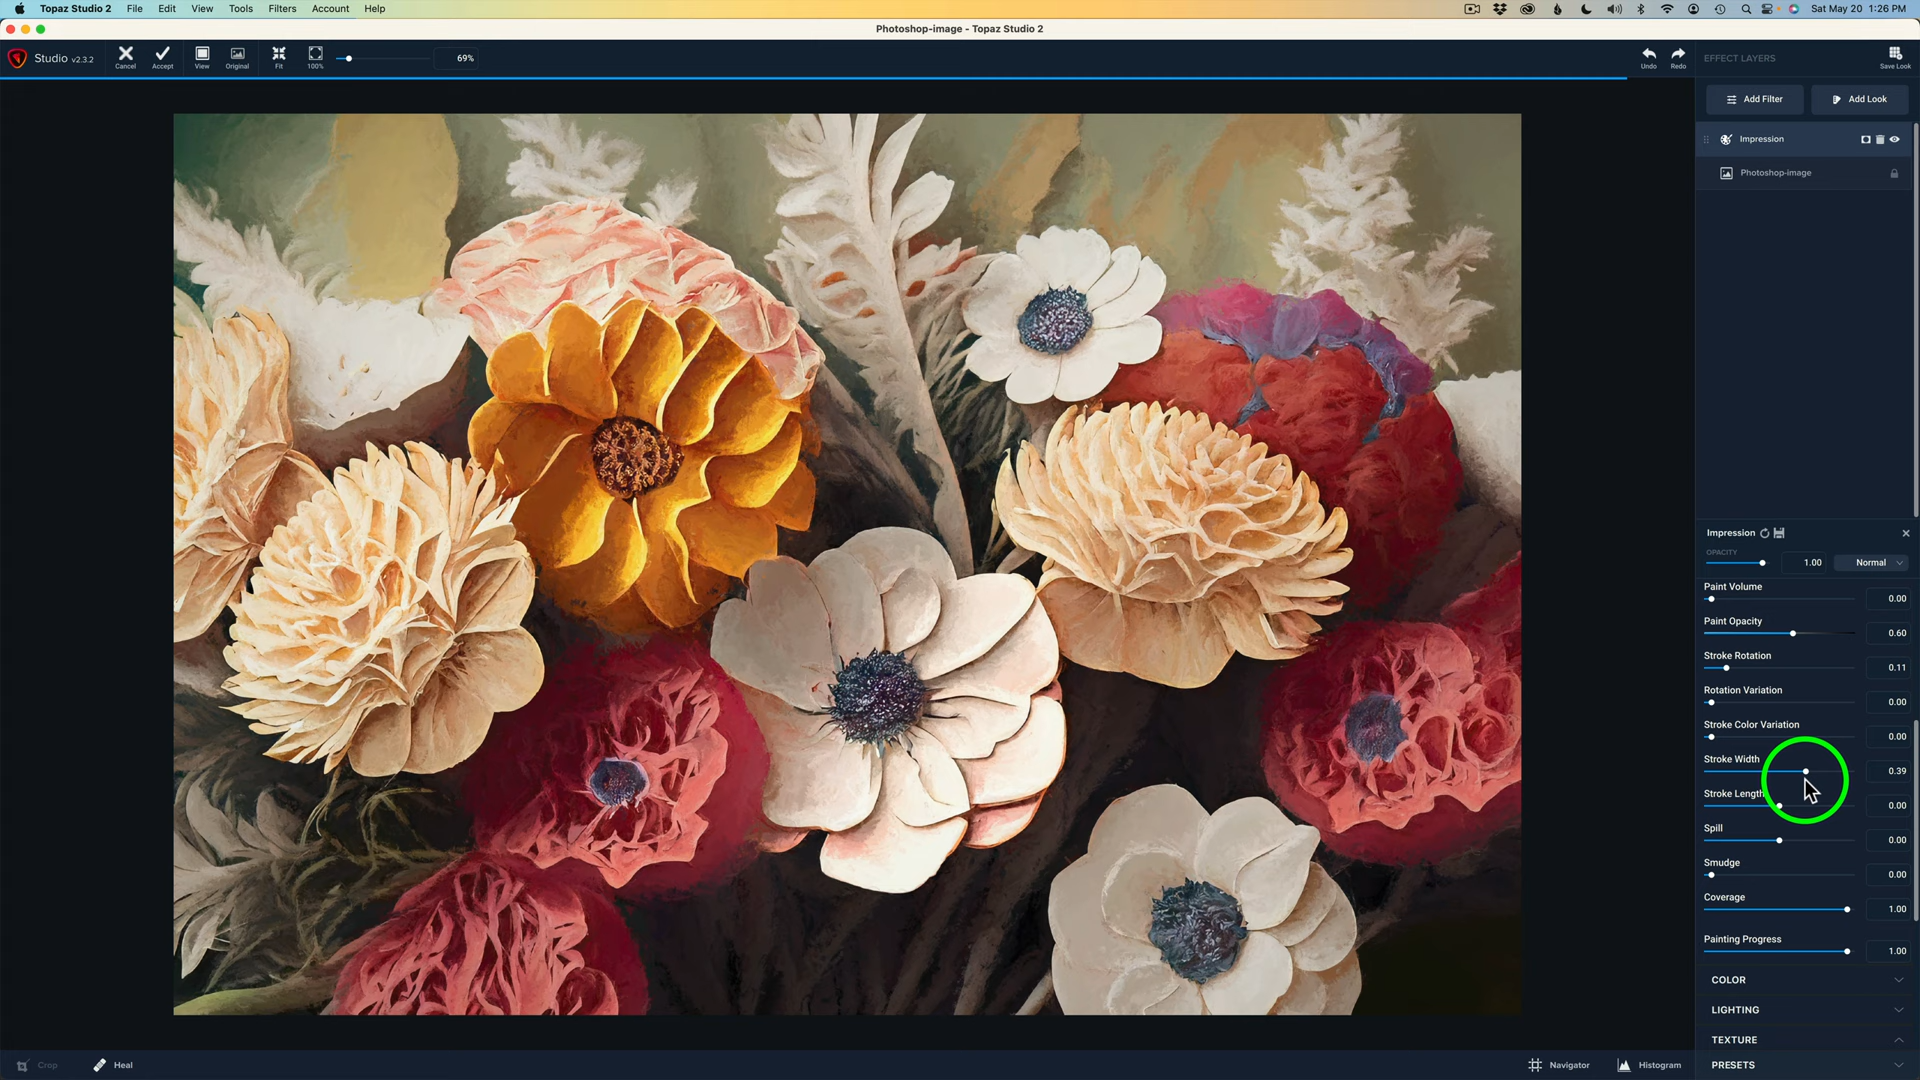 Topaz Studio 2 File Edit View Tools Filters Account Help Sat May 20 1:26 PM
Photoshop-image - Topaz Studio 2
Studio v2.3.2 Cancel Accept View Original Fit 100% 69% Undo Redo EFFECT LAYERS Save Look
Add Filter Add Look
Impression
Photoshop-image
Impression
OPACITY
1.00 Normal
Paint Volume
0.00
Paint Opacity
0.60
Stroke Rotation
0.11
Rotation Variation
0.00
Stroke Color Variation
0.00
Stroke Width
0.39
Stroke Length
0.00
Spill
0.00
Smudge
0.00
Coverage
1.00
Painting Progress
1.00
COLOR
LIGHTING
TEXTURE
PRESETS
Crop Heal Navigator Histogram